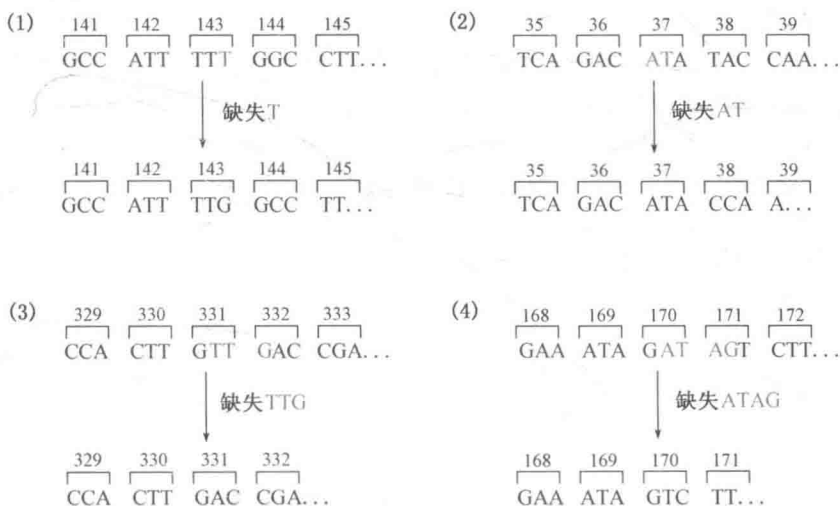 (1) 141 142 143 144 145
GCC ATT TTT GGC CTT...
缺失T
141 142 143 144 145
GCC ATT TTG GCC TT...
(2) 35 36 37 38 39
TCA GAC ATA TAC CAA...
缺失AT
35 36 37 38 39
TCA GAC ATA CCA A...
(3) 329 330 331 332 333
CCA CTT GTT GAC CGA...
缺失TTG
329 330 331 332
CCA CTT GAC CGA...
(4) 168 169 170 171 172
GAA ATA GAT AGT CTT...
缺失ATAG
168 169 170 171
GAA ATA GTC TT...